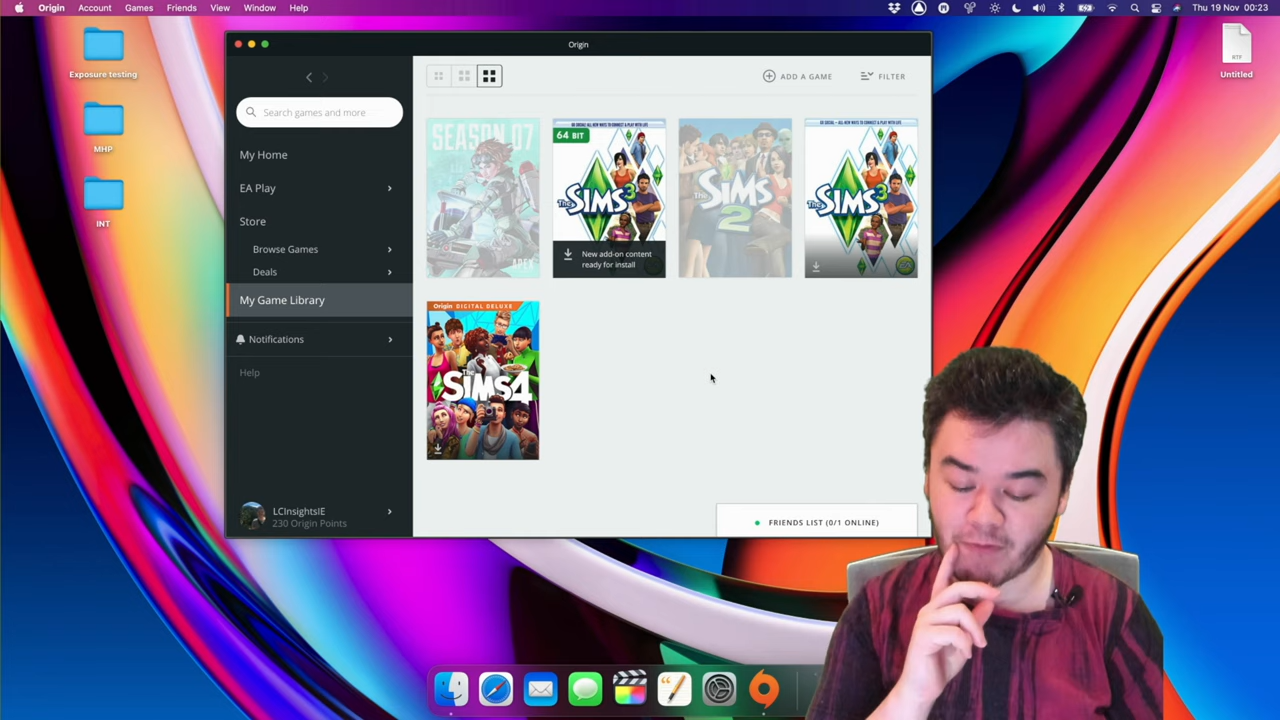 Origin Account Games Friends View Window Help
Thu 19 Nov 00:23
Exposure testing
MHP
INT
Untitled
RTF
Origin
Search games and more
My Home
EA Play
Store
Browse Games
Deals
My Game Library
Notifications
Help
LCInsightsIE
230 Origin Points
ADD A GAME
FILTER
SEASON 07
APEX
64 BIT
The SIMS 3
New add-on content
ready for install
The SIMS 2
The SIMS 3
Origin DIGITAL DELUXE
The SIMS 4
FRIENDS LIST (0/1 ONLINE)